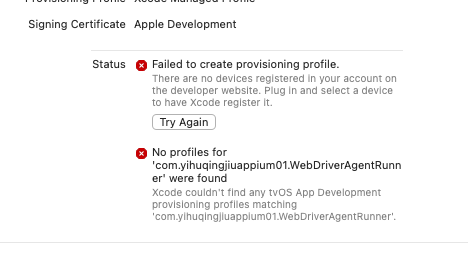 Provisioning Profile Xcode Managed Profile
Signing Certificate Apple Development
Status Failed to create provisioning profile.
There are no devices registered in your account
on the developer website. Plug in and select a device
to have Xcode register it.
Try Again
No profiles for
'com.yihuqingjiuappium01.WebDriverAgentRunn
er' were found
Xcode couldn't find any tvOS App Development
provisioning profiles matching
'com.yihuqingjiuappium01.WebDriverAgentRunner'.